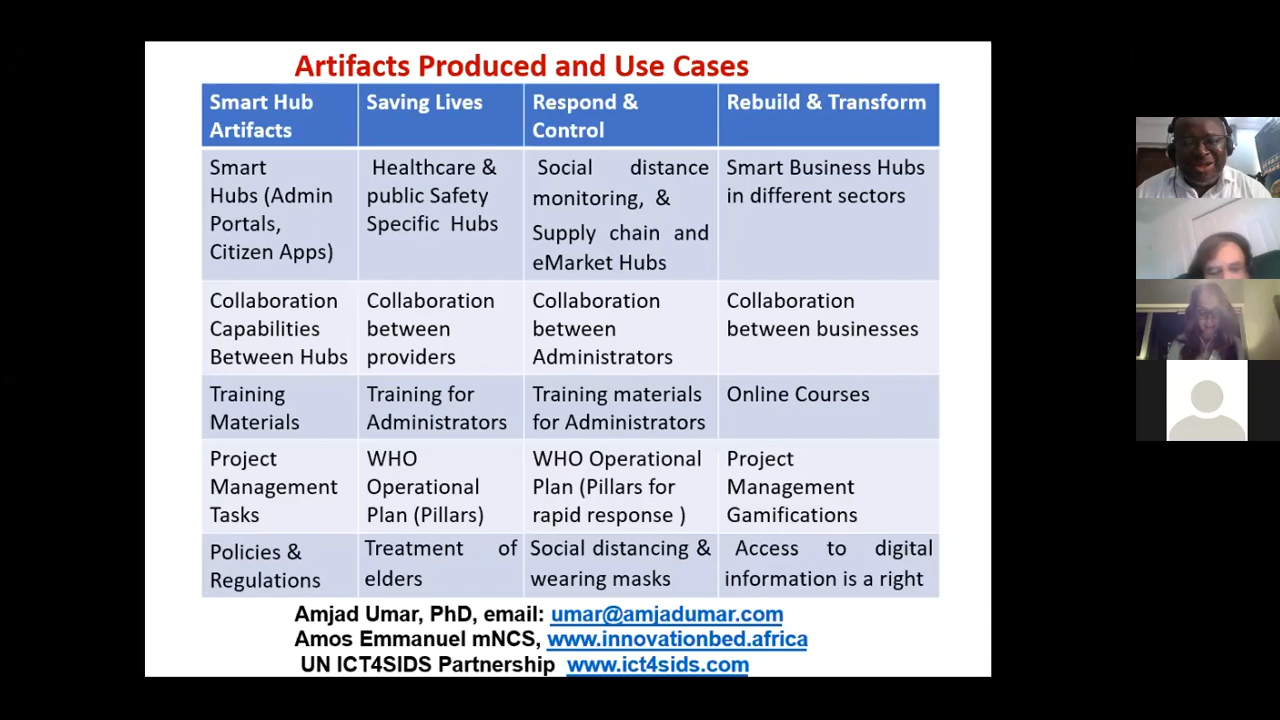 Artifacts Produced and Use Cases
Smart Hub
Artifacts
Saving Lives
Respond &
Control
Rebuild & Transform
Smart
Hubs (Admin
Portals,
Citizen Apps)
Healthcare &
public Safety
Specific Hubs
Social distance
monitoring, &
Supply chain and
eMarket Hubs
Smart Business Hubs
in different sectors
Collaboration
Capabilities
Between Hubs
Collaboration
between
providers
Collaboration
between
Administrators
Collaboration
between businesses
Training
Materials
Training for
Administrators
Training materials
for Administrators
Online Courses
Project
Management
Tasks
WHO
Operational
Plan (Pillars)
WHO Operational
Plan (Pillars for
rapid response )
Project
Management
Gamifications
Policies &
Regulations
Treatment of
elders
Social distancing &
wearing masks
Access to digital
information is a right
Amjad Umar, PhD, email: umar@amjadumar.com
Amos Emmanuel mNCS, www.innovationbed.africa
UN ICT4SIDS Partnership www.ict4sids.com